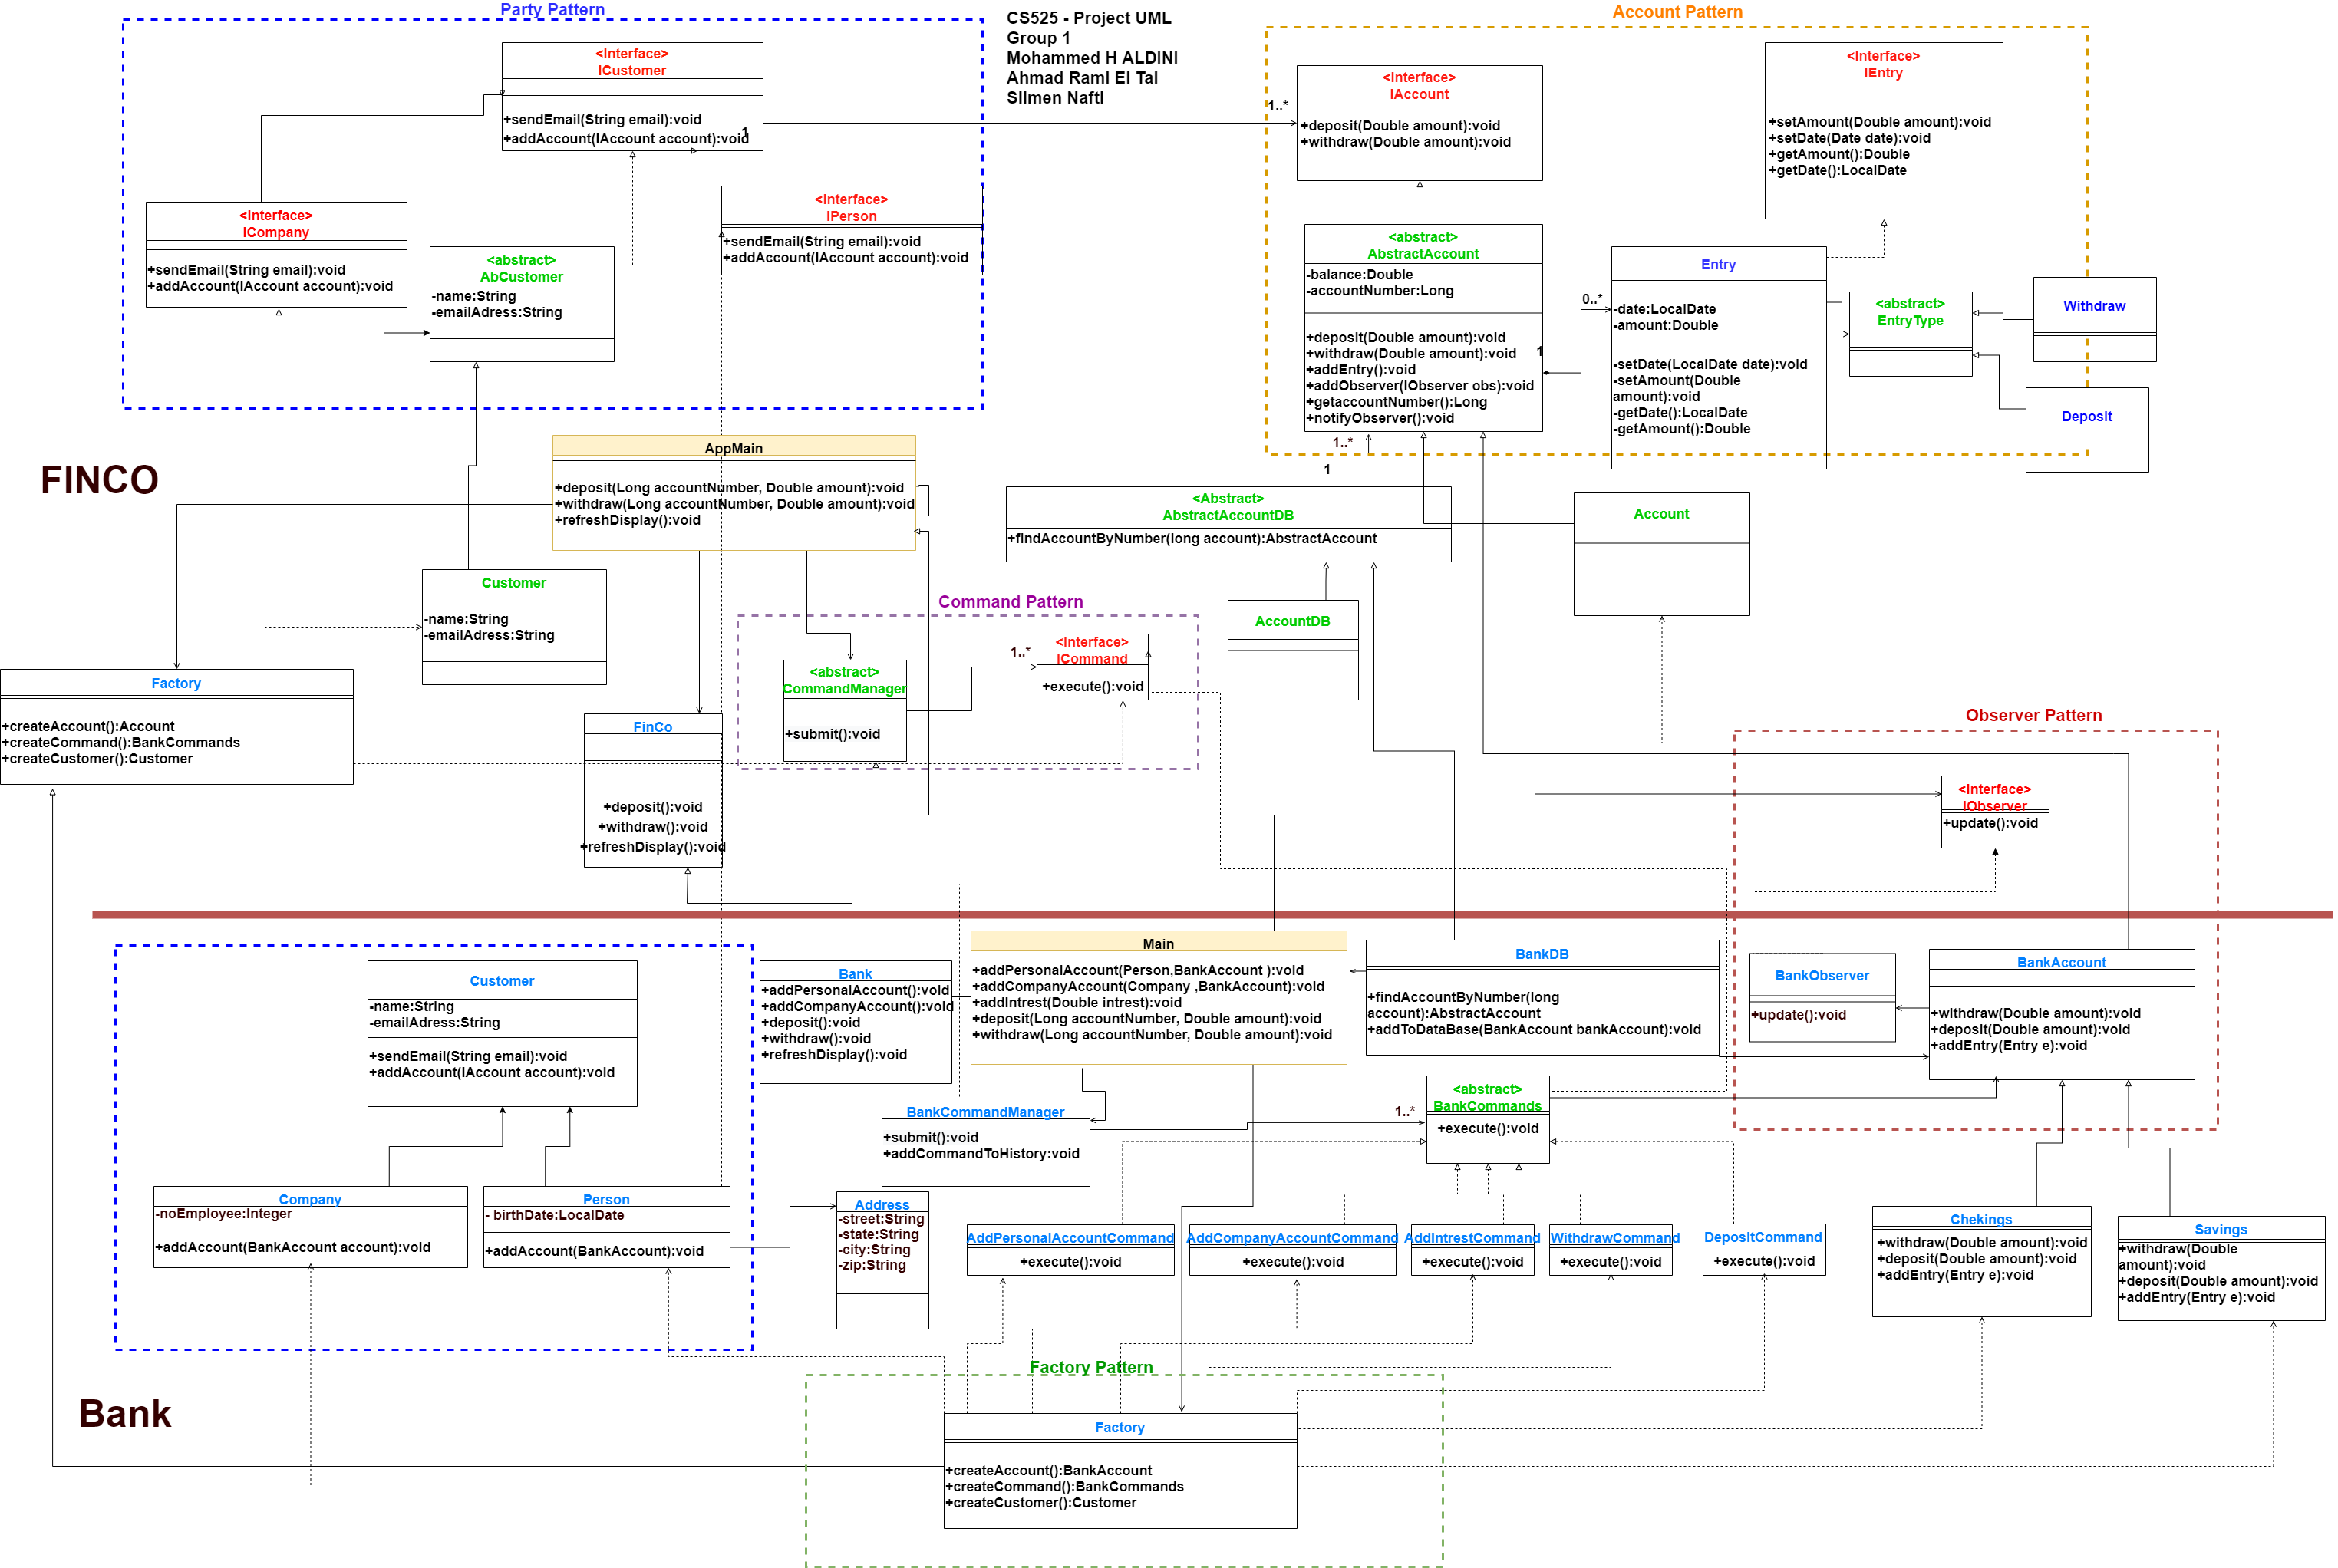 Party Pattern
CS525 - Project UML
Group 1
Mohammed H ALDINI
Ahmad Rami El Tal
Slimen Nafti
Account Pattern
<Interface>
ICustomer
+sendEmail(String email):void
+addAccount(IAccount account):void
1
1..*
<Interface>
IAccount
+deposit(Double amount):void
+withdraw(Double amount):void
<Interface>
IEntry
+setAmount(Double amount):void
+setDate(Date date):void
+getAmount():Double
+getDate():LocalDate
<Interface>
ICompany
+sendEmail(String email):void
+addAccount(IAccount account):void
<abstract>
AbCustomer
-name:String
-emailAdress:String
<interface>
IPerson
+sendEmail(String email):void
+addAccount(IAccount account):void
<abstract>
AbstractAccount
-balance:Double
-accountNumber:Long
+deposit(Double amount):void
+withdraw(Double amount):void
+addEntry():void
+addObserver(IObserver obs):void
+getaccountNumber():Long
+notifyObserver():void
1
0..*
Entry
-date:LocalDate
-amount:Double
-setDate(LocalDate date):void
-setAmount(Double
amount):void
-getDate():LocalDate
-getAmount():Double
<abstract>
EntryType
Withdraw
Deposit
FINCO
AppMain
+deposit(Long accountNumber, Double amount):void
+withdraw(Long accountNumber, Double amount):void
+refreshDisplay():void
1..*
1
<Abstract>
AbstractAccountDB
+findAccountByNumber(long account):AbstractAccount
Account
Customer
-name:String
-emailAdress:String
Command Pattern
<abstract>
CommandManager
+submit():void
1..*
<Interface>
ICommand
+execute():void
AccountDB
Factory
+createAccount():Account
+createCommand():BankCommands
+createCustomer():Customer
FinCo
+deposit():void
+withdraw():void
+refreshDisplay():void
Observer Pattern
<Interface>
IObserver
+update():void
Customer
-name:String
-emailAdress:String
+sendEmail(String email):void
+addAccount(IAccount account):void
Bank
+addPersonalAccount():void
+addCompanyAccount():void
+deposit():void
+withdraw():void
+refreshDisplay():void
Main
+addPersonalAccount(Person,BankAccount ):void
+addCompanyAccount(Company ,BankAccount):void
+addIntrest(Double intrest):void
+deposit(Long accountNumber, Double amount):void
+withdraw(Long accountNumber, Double amount):void
BankDB
+findAccountByNumber(long
account):AbstractAccount
+addToDataBase(BankAccount bankAccount):void
BankObserver
+update():void
BankAccount
+withdraw(Double amount):void
+deposit(Double amount):void
+addEntry(Entry e):void
BankCommandManager
+submit():void
+addCommandToHistory:void
1..*
<abstract>
BankCommands
+execute():void
Company
-noEmployee:Integer
+addAccount(BankAccount account):void
Person
- birthDate:LocalDate
+addAccount(BankAccount):void
Address
-street:String
-state:String
-city:String
-zip:String
AddPersonalAccountCommand
+execute():void
AddCompanyAccountCommand
+execute():void
AddIntrestCommand
+execute():void
WithdrawCommand
+execute():void
DepositCommand
+execute():void
Chekings
+withdraw(Double amount):void
+deposit(Double amount):void
+addEntry(Entry e):void
Savings
+withdraw(Double
amount):void
+deposit(Double amount):void
+addEntry(Entry e):void
Bank
Factory Pattern
Factory
+createAccount():BankAccount
+createCommand():BankCommands
+createCustomer():Customer